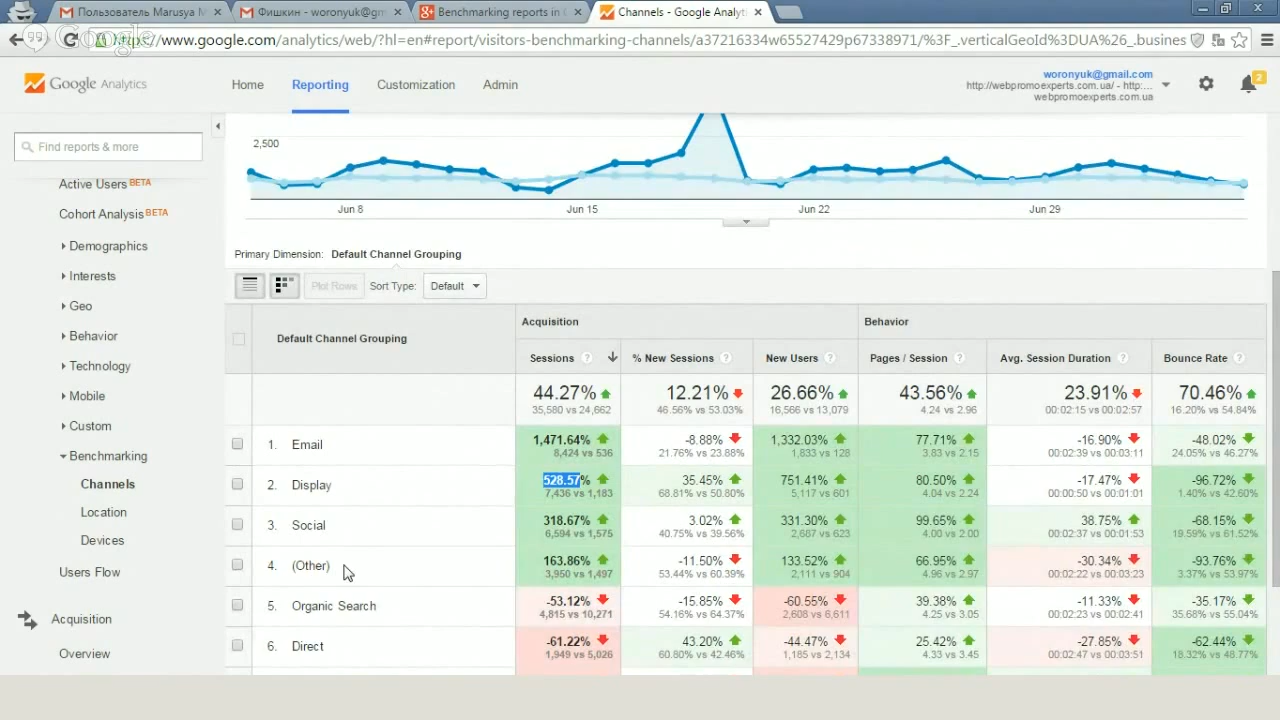 Пользователь Marusya M
Фишкин - woronyuk@gm
Benchmarking reports in
Channels - Google Analyt
Google
https://www.google.com/analytics/web/?hl=en#report/visitors-benchmarking-channels/a37216334w65527429p67338971/%3F_.verticalGeoId%3DUA%26_.busines
Google Analytics
Home
Reporting
Customization
Admin
woronyuk@gmail.com
http://webpromoexperts.com.ua/ - http:...
webpromoexperts.com.ua
2
Find reports & more
Active Users BETA
Cohort Analysis BETA
Demographics
Interests
Geo
Behavior
Technology
Mobile
Custom
Benchmarking
Channels
Location
Devices
Users Flow
Acquisition
Overview
2,500
Jun 8 Jun 15 Jun 22 Jun 29
Primary Dimension: Default Channel Grouping
Plot Rows Sort Type: Default
Default Channel Grouping
Acquisition Behavior
Sessions ? % New Sessions ? New Users ? Pages / Session ? Avg. Session Duration ? Bounce Rate ?
44.27% 12.21% 26.66% 43.56% 23.91% 70.46%
35,580 vs 24,662 46.56% vs 53.03% 16,566 vs 13,079 4.24 vs 2.96 00:02:15 vs 00:02:57 16.20% vs 54.84%
1. Email 1,471.64% -8.88% 1,332.03% 77.71% -16.90% -48.02%
8,424 vs 536 21.76% vs 23.88% 1,833 vs 128 3.83 vs 2.15 00:02:39 vs 00:03:11 24.05% vs 46.27%
2. Display 528.57% 35.45% 751.41% 80.50% -17.47% -96.72%
7,436 vs 1,183 68.81% vs 50.80% 5,117 vs 601 4.04 vs 2.24 00:00:50 vs 00:01:01 1.40% vs 42.60%
3. Social 318.67% 3.02% 331.30% 99.65% 38.75% -68.15%
6,594 vs 1,575 40.75% vs 39.56% 2,687 vs 623 4.00 vs 2.00 00:02:37 vs 00:01:53 19.59% vs 61.52%
4. (Other) 163.86% -11.50% 133.52% 66.95% -30.34% -93.76%
3,950 vs 1,497 53.44% vs 60.39% 2,111 vs 904 4.96 vs 2.97 00:02:22 vs 00:03:23 3.37% vs 53.97%
5. Organic Search -53.12% -15.85% -60.55% 39.38% -11.33% -35.17%
4,815 vs 10,271 54.16% vs 64.37% 2,608 vs 6,611 4.25 vs 3.05 00:02:23 vs 00:02:41 35.68% vs 55.04%
6. Direct -61.22% 43.20% -44.47% 25.42% -27.85% -62.44%
1,949 vs 5,026 60.80% vs 42.46% 1,185 vs 2,134 4.33 vs 3.45 00:02:47 vs 00:03:51 18.32% vs 48.77%